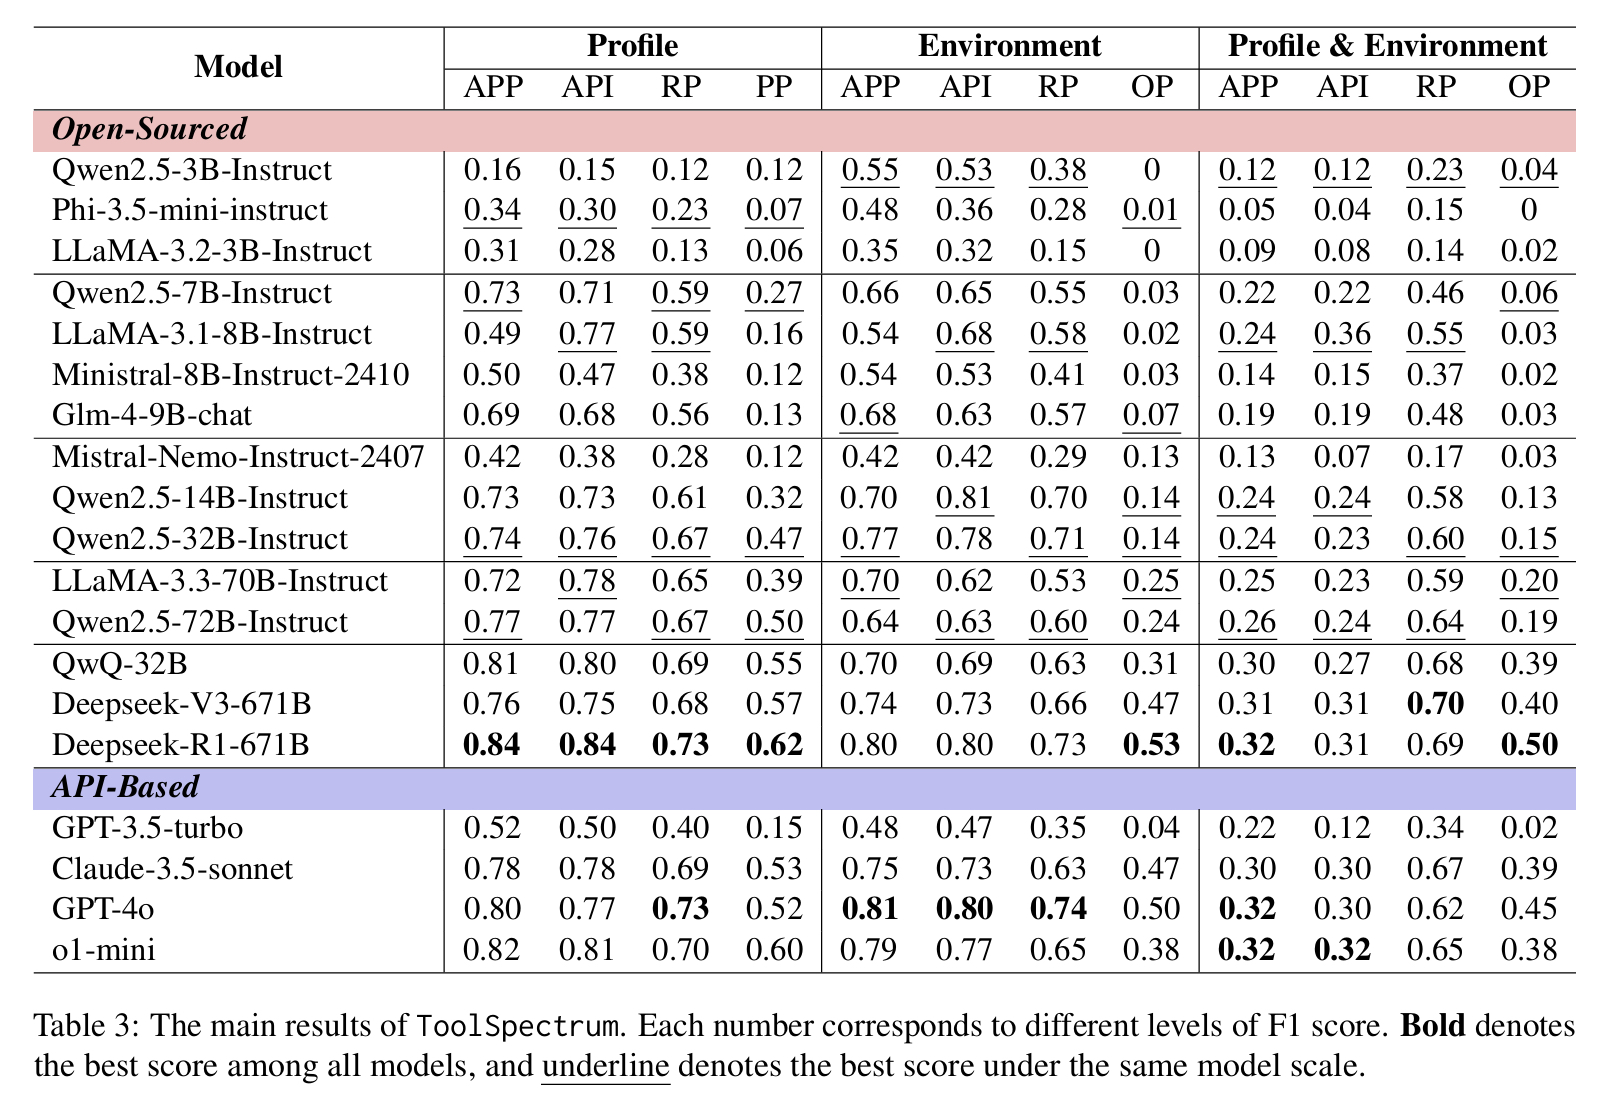 Model Profile Environment Profile & Environment
APP API RP PP APP API RP OP APP API RP OP
Open-Sourced
Qwen2.5-3B-Instruct 0.16 0.15 0.12 0.12 0.55 0.53 0.38 0 0.12 0.12 0.23 0.04
Phi-3.5-mini-instruct 0.34 0.30 0.23 0.07 0.48 0.36 0.28 0.01 0.05 0.04 0.15 0
LLaMA-3.2-3B-Instruct 0.31 0.28 0.13 0.06 0.35 0.32 0.15 0 0.09 0.08 0.14 0.02
Qwen2.5-7B-Instruct 0.73 0.71 0.59 0.27 0.66 0.65 0.55 0.03 0.22 0.22 0.46 0.06
LLaMA-3.1-8B-Instruct 0.49 0.77 0.59 0.16 0.54 0.68 0.58 0.02 0.24 0.36 0.55 0.03
Ministral-8B-Instruct-2410 0.50 0.47 0.38 0.12 0.54 0.53 0.41 0.03 0.14 0.15 0.37 0.02
Glm-4-9B-chat 0.69 0.68 0.56 0.13 0.68 0.63 0.57 0.07 0.19 0.19 0.48 0.03
Mistral-Nemo-Instruct-2407 0.42 0.38 0.28 0.12 0.42 0.42 0.29 0.13 0.13 0.07 0.17 0.03
Qwen2.5-14B-Instruct 0.73 0.73 0.61 0.32 0.70 0.81 0.70 0.14 0.24 0.24 0.58 0.13
Qwen2.5-32B-Instruct 0.74 0.76 0.67 0.47 0.77 0.78 0.71 0.14 0.24 0.23 0.60 0.15
LLaMA-3.3-70B-Instruct 0.72 0.78 0.65 0.39 0.70 0.62 0.53 0.25 0.25 0.23 0.59 0.20
Qwen2.5-72B-Instruct 0.77 0.77 0.67 0.50 0.64 0.63 0.60 0.24 0.26 0.24 0.64 0.19
QwQ-32B 0.81 0.80 0.69 0.55 0.70 0.69 0.63 0.31 0.30 0.27 0.68 0.39
Deepseek-V3-671B 0.76 0.75 0.68 0.57 0.74 0.73 0.66 0.47 0.31 0.31 0.70 0.40
Deepseek-R1-671B 0.84 0.84 0.73 0.62 0.80 0.80 0.73 0.53 0.32 0.31 0.69 0.50
API-Based
GPT-3.5-turbo 0.52 0.50 0.40 0.15 0.48 0.47 0.35 0.04 0.22 0.12 0.34 0.02
Claude-3.5-sonnet 0.78 0.78 0.69 0.53 0.75 0.73 0.63 0.47 0.30 0.30 0.67 0.39
GPT-4o 0.80 0.77 0.73 0.52 0.81 0.80 0.74 0.50 0.32 0.30 0.62 0.45
o1-mini 0.82 0.81 0.70 0.60 0.79 0.77 0.65 0.38 0.32 0.32 0.65 0.38
Table 3: The main results of ToolSpectrum. Each number corresponds to different levels of F1 score. Bold denotes
the best score among all models, and underline denotes the best score under the same model scale.